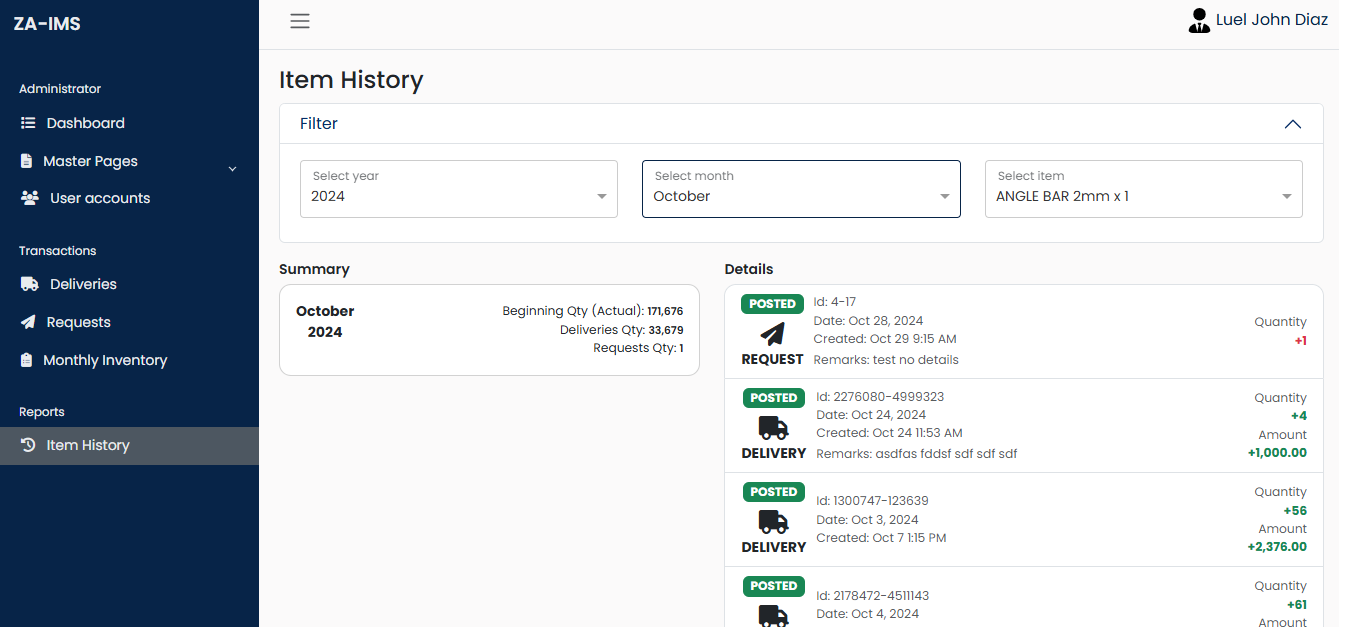 ZA-IMS
Luel John Diaz
Administrator
Dashboard
Master Pages
User accounts
Transactions
Deliveries
Requests
Monthly Inventory
Reports
Item History
Item History
Filter
Select year
2024
Select month
October
Select item
ANGLE BAR 2mm x 1
Summary
October
2024
Beginning Qty (Actual): 171,676
Deliveries Qty: 33,679
Requests Qty: 1
Details
POSTED
REQUEST
Id: 4-17
Date: Oct 28, 2024
Created: Oct 29 9:15 AM
Remarks: test no details
Quantity
+1
POSTED
DELIVERY
Id: 2276080-4999323
Date: Oct 24, 2024
Created: Oct 24 11:53 AM
Remarks: asdfas fddsf sdf sdf sdf
Quantity
+4
Amount
+1,000.00
POSTED
DELIVERY
Id: 1300747-123639
Date: Oct 3, 2024
Created: Oct 7 1:15 PM
Quantity
+56
Amount
+2,376.00
POSTED
Id: 2178472-4511143
Date: Oct 4, 2024
Quantity
+61
Amount